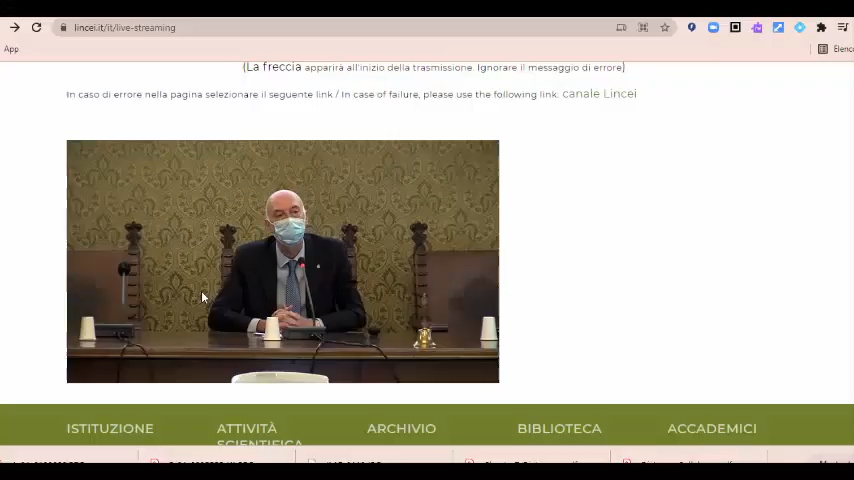 lincei.it/it/live-streaming
App
Elenco
(La freccia apparirà all'inizio della trasmissione. Ignorare il messaggio di errore)
In caso di errore nella pagina selezionare il seguente link / In case of failure, please use the following link: canale Lincei
ISTITUZIONE
ATTIVITÀ
SCIENTIFICA
ARCHIVIO
BIBLIOTECA
ACCADEMICI